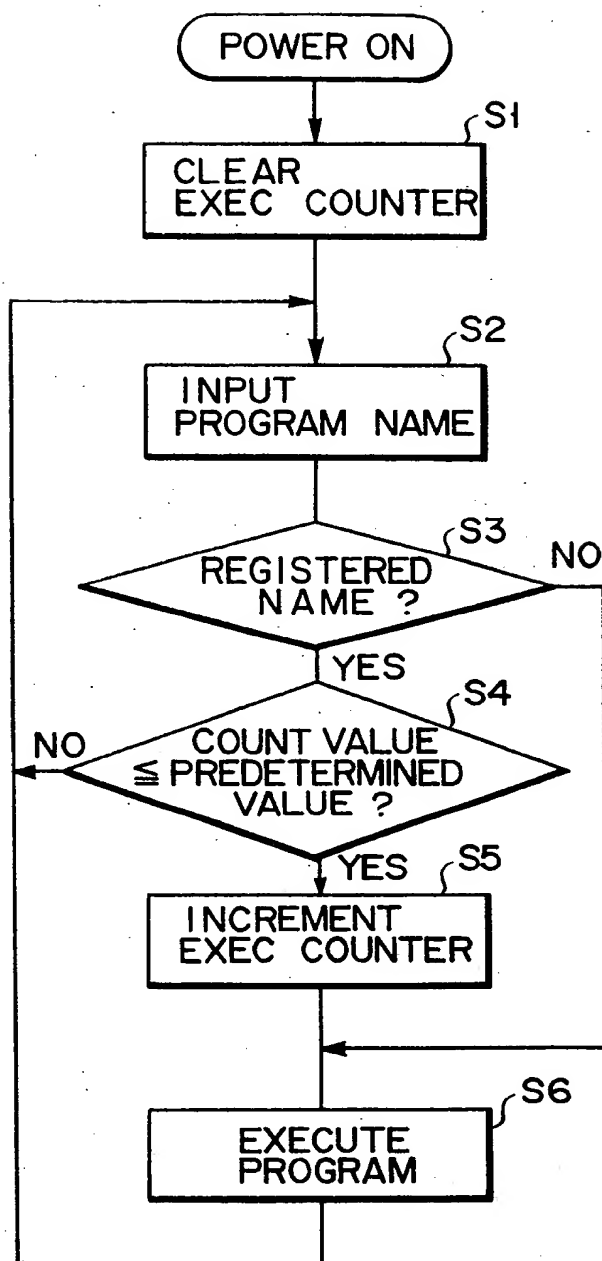 POWER ON
S1
CLEAR
EXEC COUNTER
S2
INPUT
PROGRAM NAME
S3
REGISTERED
NAME ?
NO
YES
S4
NO
COUNT VALUE
≦ PREDETERMINED
VALUE ?
YES
S5
INCREMENT
EXEC COUNTER
S6
EXECUTE
PROGRAM